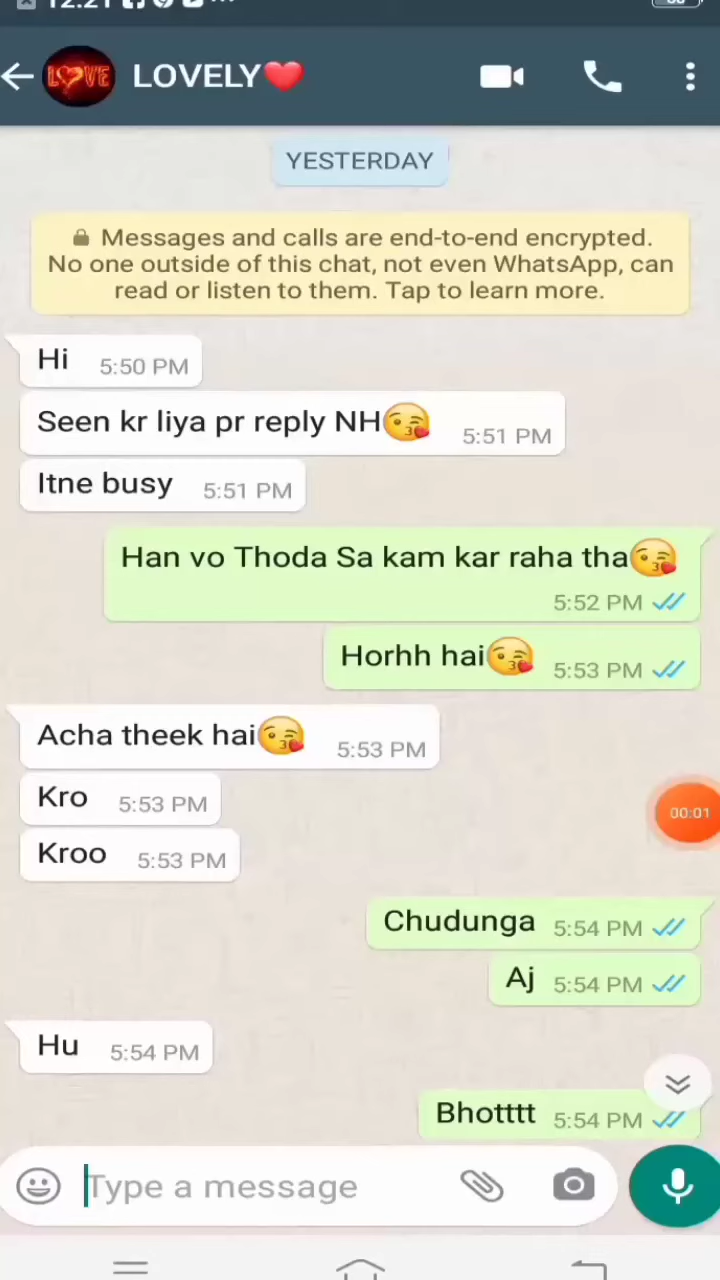 12:21
LOVE LOVELY❤️
YESTERDAY
Messages and calls are end-to-end encrypted.
No one outside of this chat, not even WhatsApp, can
read or listen to them. Tap to learn more.
Hi 5:50 PM
Seen kr liya pr reply NH😘 5:51 PM
Itne busy 5:51 PM
Han vo Thoda Sa kam kar raha tha😘
5:52 PM
Horhh hai😘 5:53 PM
Acha theek hai😘 5:53 PM
Kro 5:53 PM
00:01
Kroo 5:53 PM
Chudunga 5:54 PM
Aj 5:54 PM
Hu 5:54 PM
Bhotttt 5:54 PM
Type a message